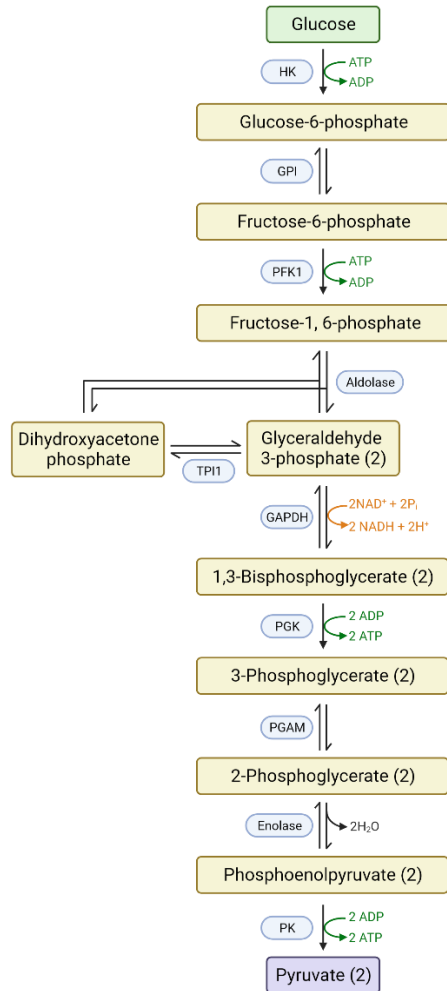 Glucose
HK
ATP
ADP
Glucose-6-phosphate
GPI
Fructose-6-phosphate
PFK1
ATP
ADP
Fructose-1, 6-phosphate
Aldolase
Dihydroxyacetone
phosphate
TPI1
Glyceraldehyde
3-phosphate (2)
GAPDH
2NAD⁺ + 2Pᵢ
2 NADH + 2H⁺
1,3-Bisphosphoglycerate (2)
PGK
2 ADP
2 ATP
3-Phosphoglycerate (2)
PGAM
2-Phosphoglycerate (2)
Enolase
2H₂O
Phosphoenolpyruvate (2)
PK
2 ADP
2 ATP
Pyruvate (2)